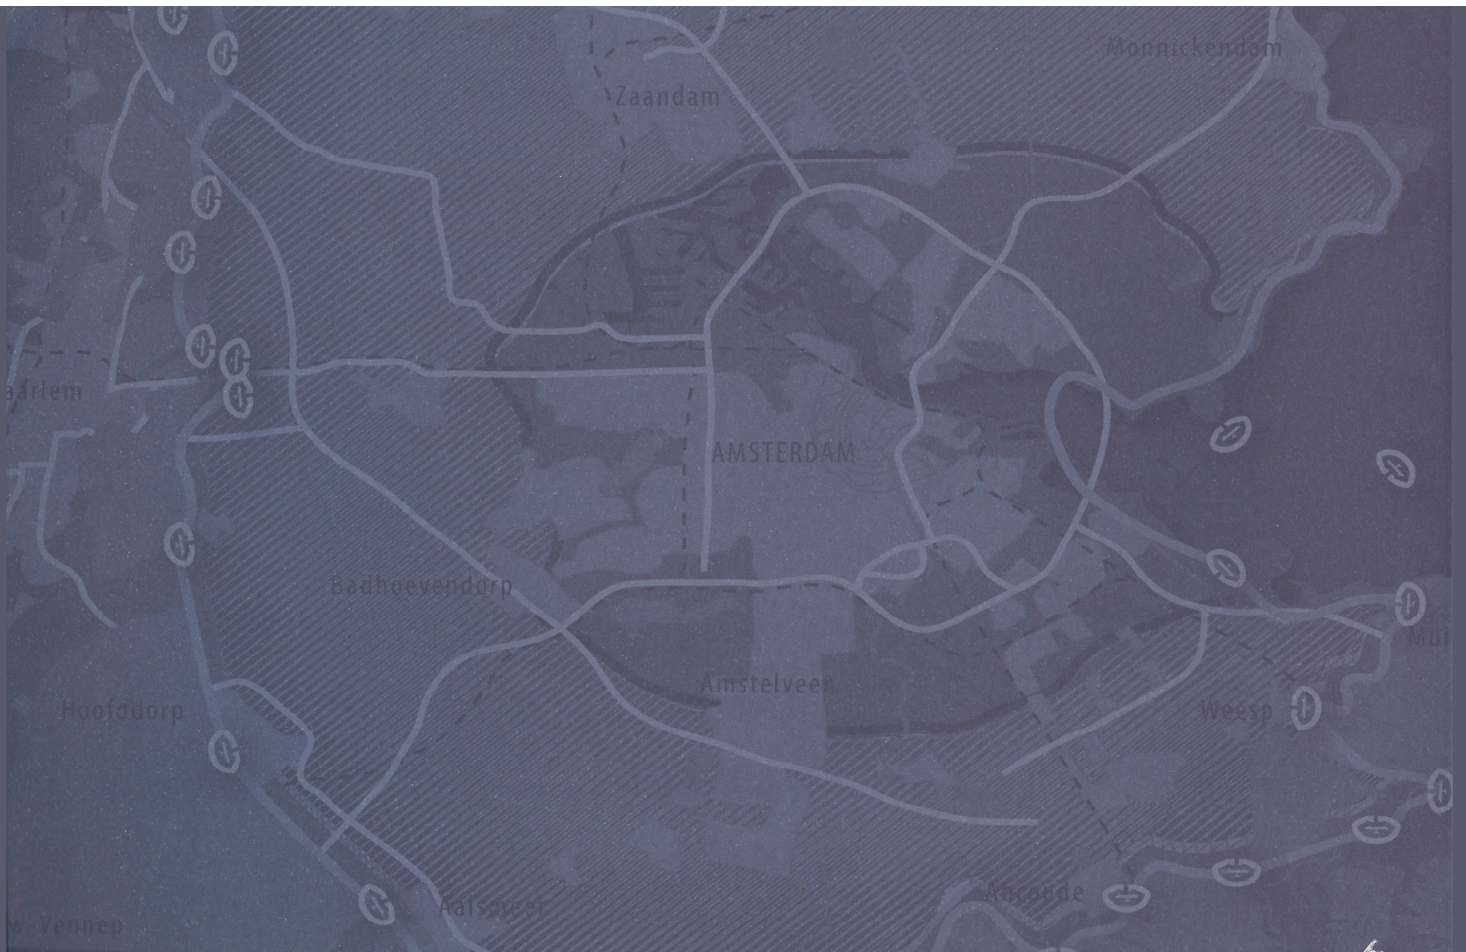 Monnickendam
Zaandam
aarlem
AMSTERDAM
Badhoevendorp
Mui
Amstelveen
Hoofddorp
Weesp
Abcoude
Aalsmeer
w-Vennep